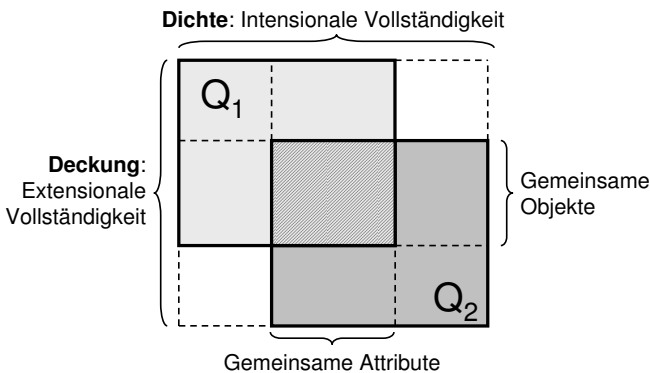 Dichte: Intensionale Vollständigkeit
Q1
Deckung:
Extensionale
Vollständigkeit
Gemeinsame
Objekte
Q2
Gemeinsame Attribute